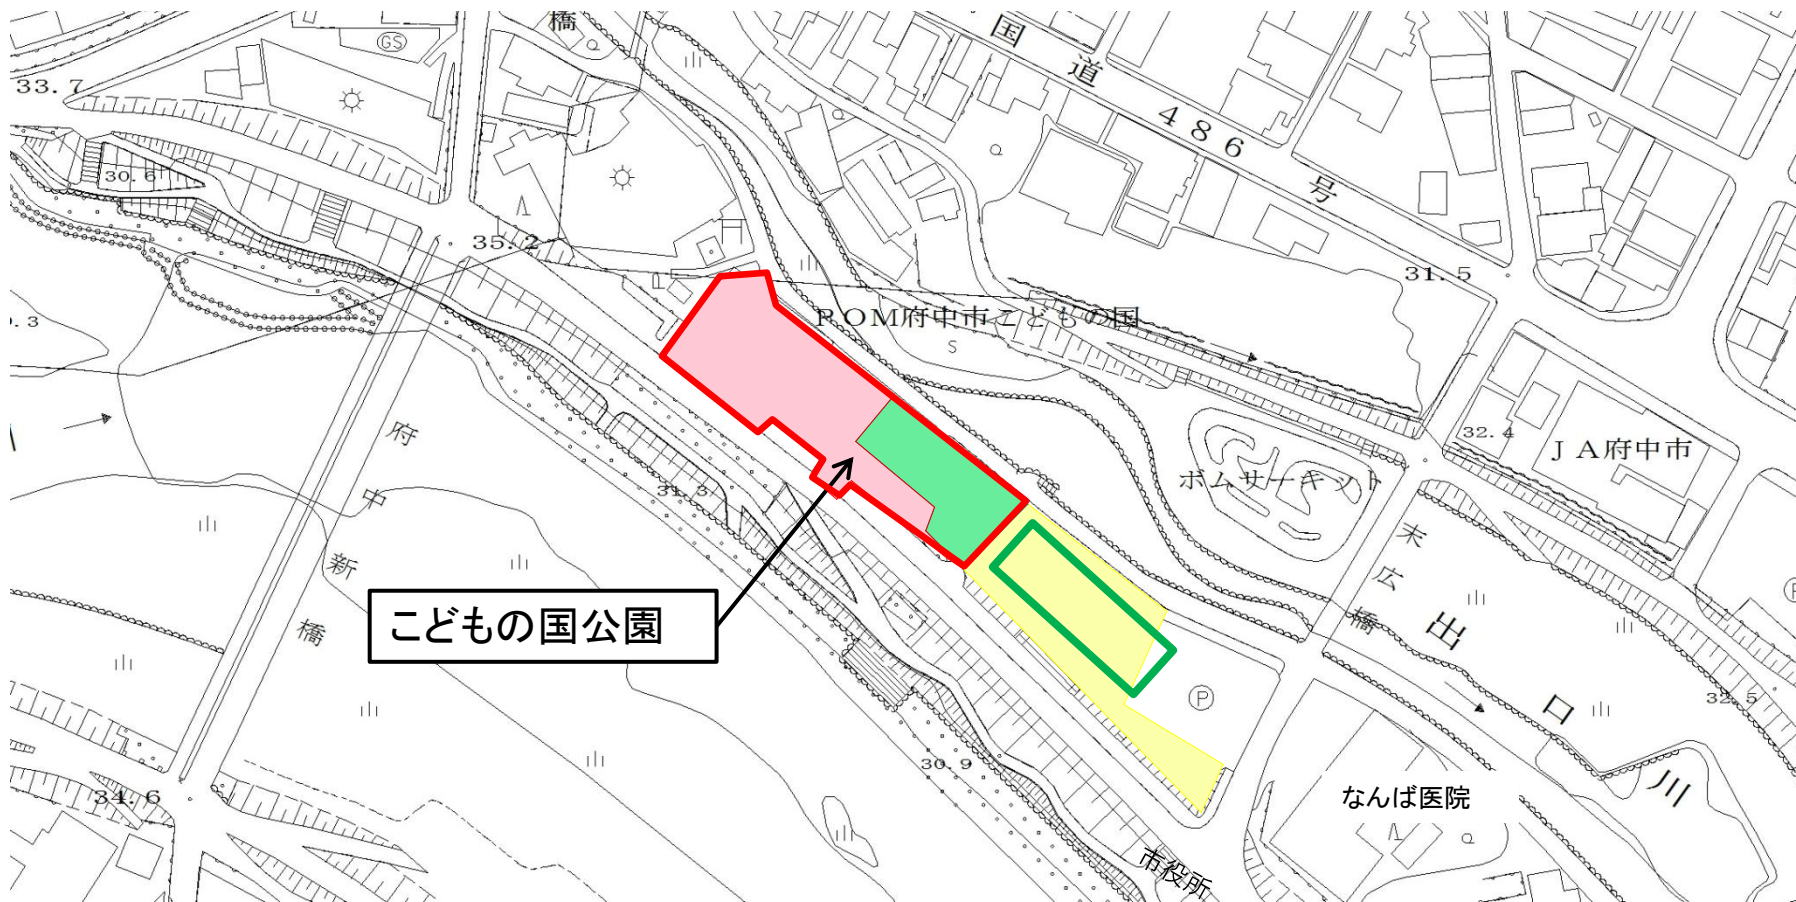 橋
GS
国道486号
33.7
30.6
35.2
31.5
POM府中市こどもの国
S
32.4
JA府中市
ボムサーキット
31.3
府中新橋
末広橋
出口川
こどもの国公園
P
P
32.5
30.9
なんば医院
34.6
市役所